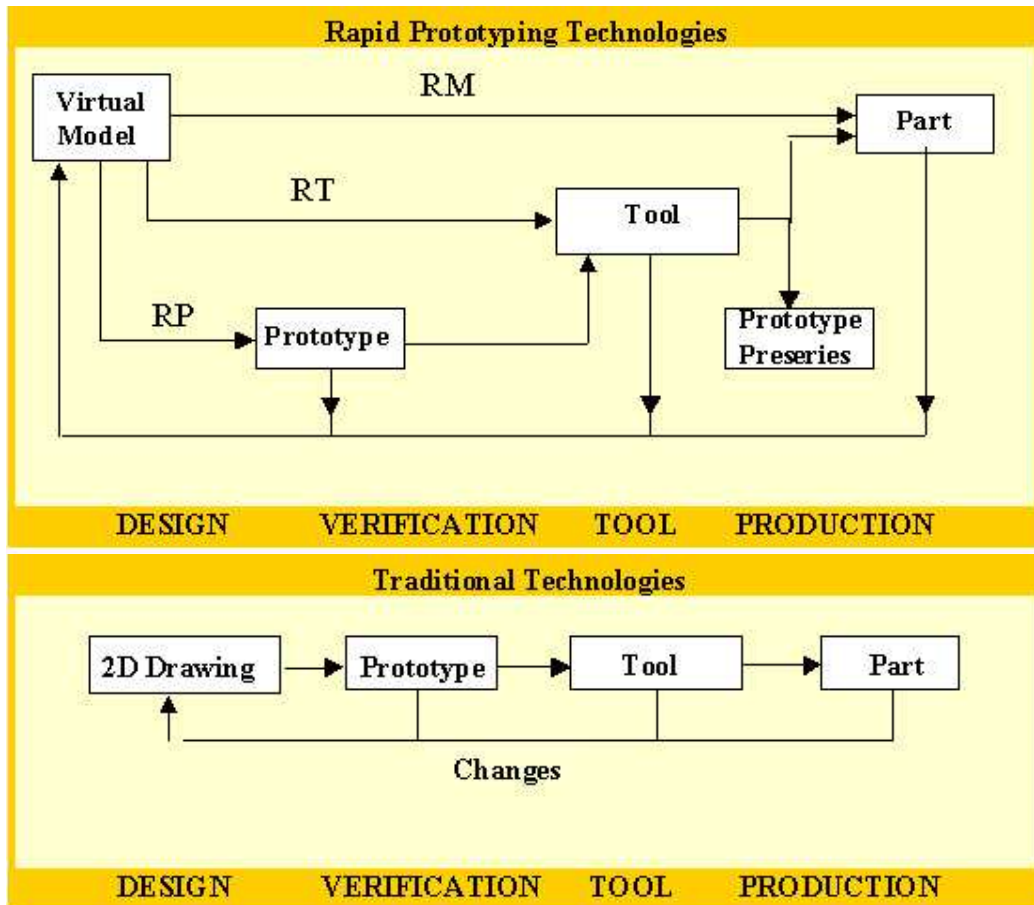 Rapid Prototyping Technologies
RM
Virtual
Model
Part
RT
Tool
RP
Prototype
Prototype
Preseries
DESIGN VERIFICATION TOOL PRODUCTION
Traditional Technologies
2D Drawing Prototype Tool Part
Changes
DESIGN VERIFICATION TOOL PRODUCTION